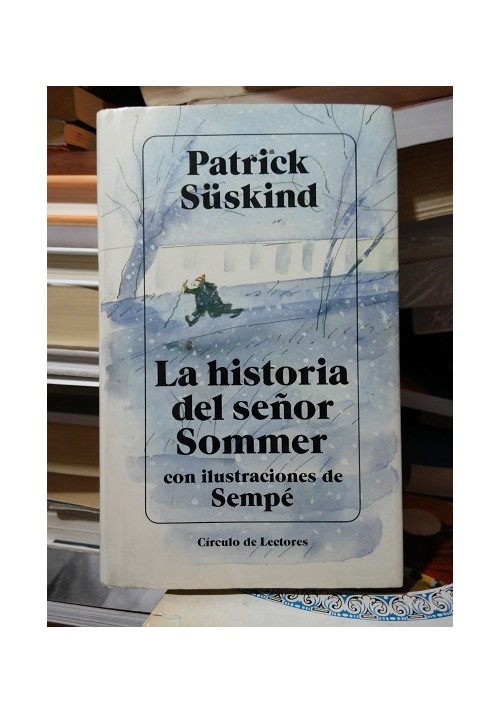 Patrick
Süskind
La historia
del señor
Sommer
con ilustraciones de
Sempé
Círculo de Lectores